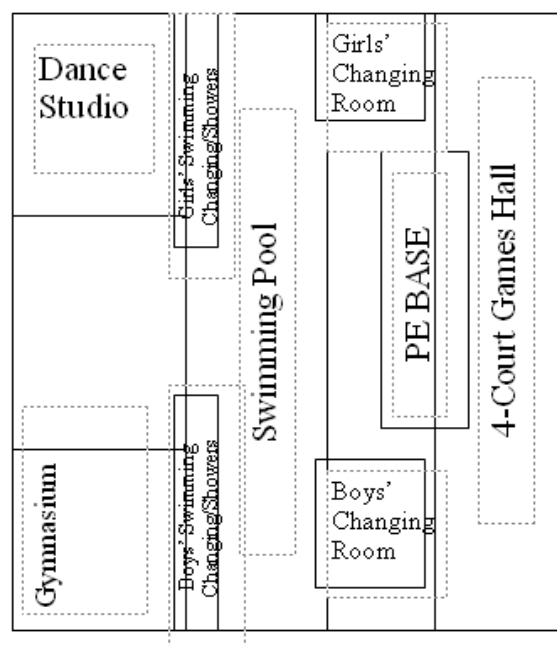 Dance
Studio
Girls' Swimming
Changing/Showers
Girls'
Changing
Room
Swimming Pool
PE BASE
4-Court Games Hall
Gymnasium
Boys' Swimming
Changing/Showers
Boys'
Changing
Room